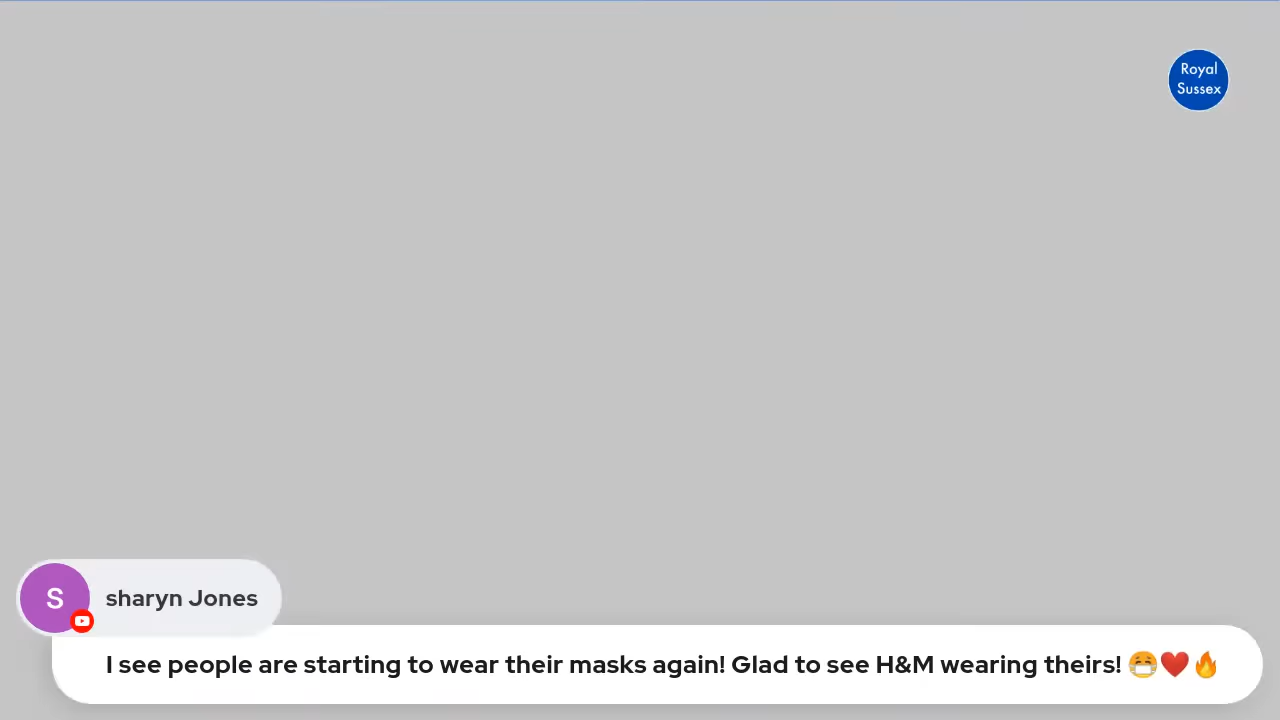 Royal
Sussex
S
sharyn Jones
I see people are starting to wear their masks again! Glad to see H&M wearing theirs! 😷❤️🔥